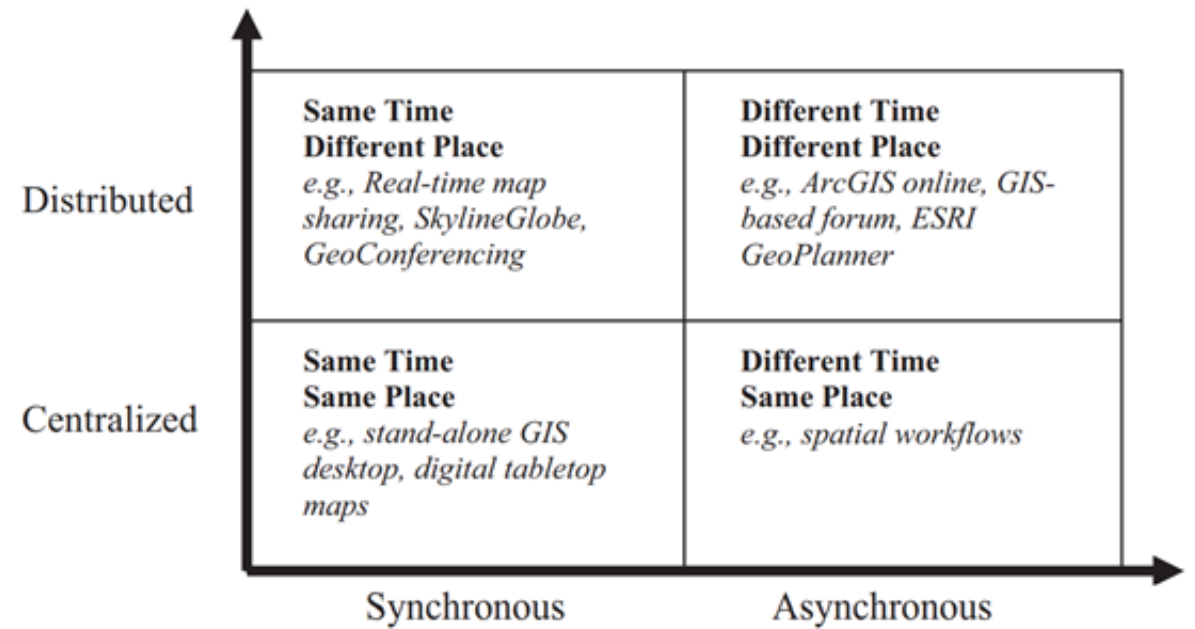 Distributed
Same Time
Different Place
e.g., Real-time map
sharing, SkylineGlobe,
GeoConferencing
Different Time
Different Place
e.g., ArcGIS online, GIS-
based forum, ESRI
GeoPlanner
Centralized
Same Time
Same Place
e.g., stand-alone GIS
desktop, digital tabletop
maps
Different Time
Same Place
e.g., spatial workflows
Synchronous
Asynchronous